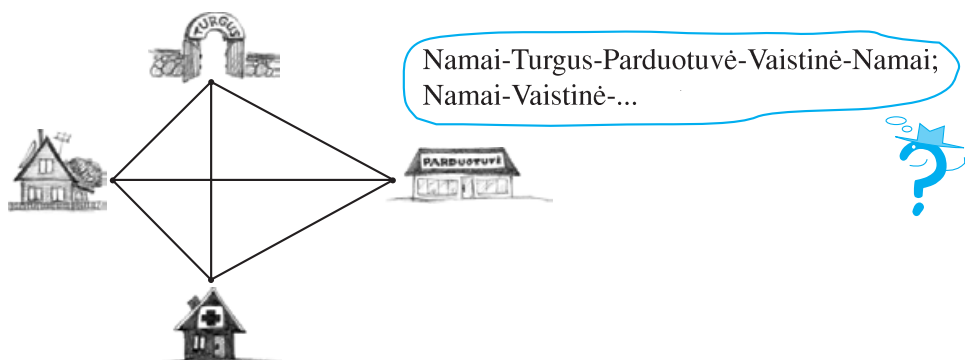 TURGUS
Namai-Turgus-Parduotuvė-Vaistinė-Namai;
Namai-Vaistinė-...
PARDUOTUVĖ
?